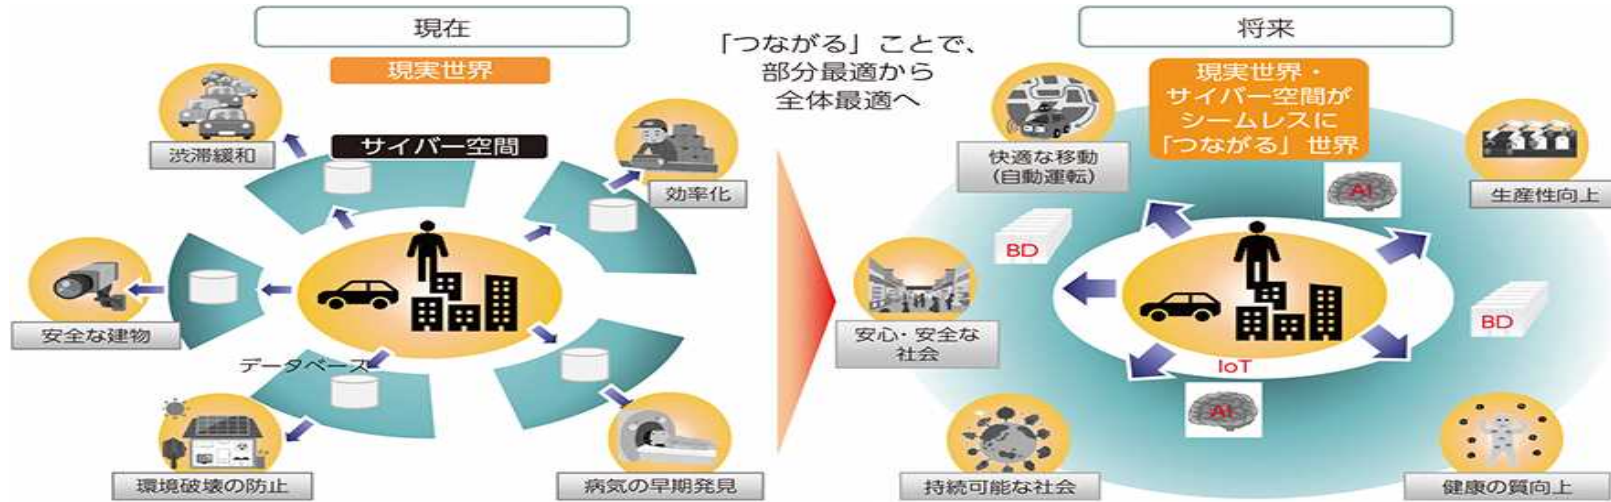 現在
現実世界
サイバー空間
渋滞緩和
効率化
安全な建物
データベース
環境破壊の防止
病気の早期発見
「つながる」ことで、
部分最適から
全体最適へ
将来
現実世界・
サイバー空間が
シームレスに
「つながる」世界
快適な移動
(自動運転)
生産性向上
AI
BD
BD
安心・安全な
社会
IoT
AI
持続可能な社会
健康の質向上